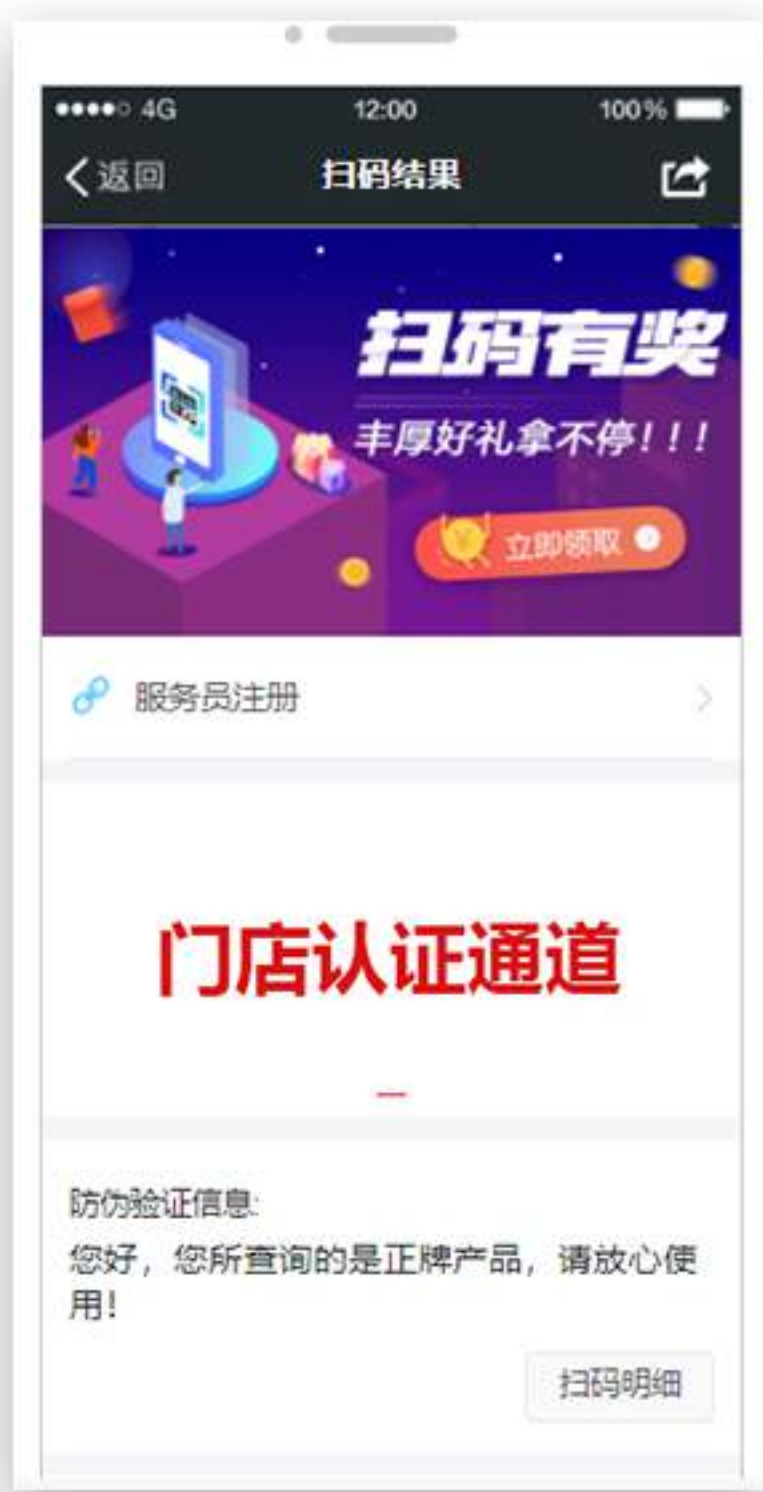 4G 12:00 100%
返回 扫码结果
扫码有奖
丰厚好礼拿不停!!!
立即领取
服务员注册
门店认证通道
防伪验证信息:
您好，您所查询的是正牌产品，请放心使
用!
扫码明细